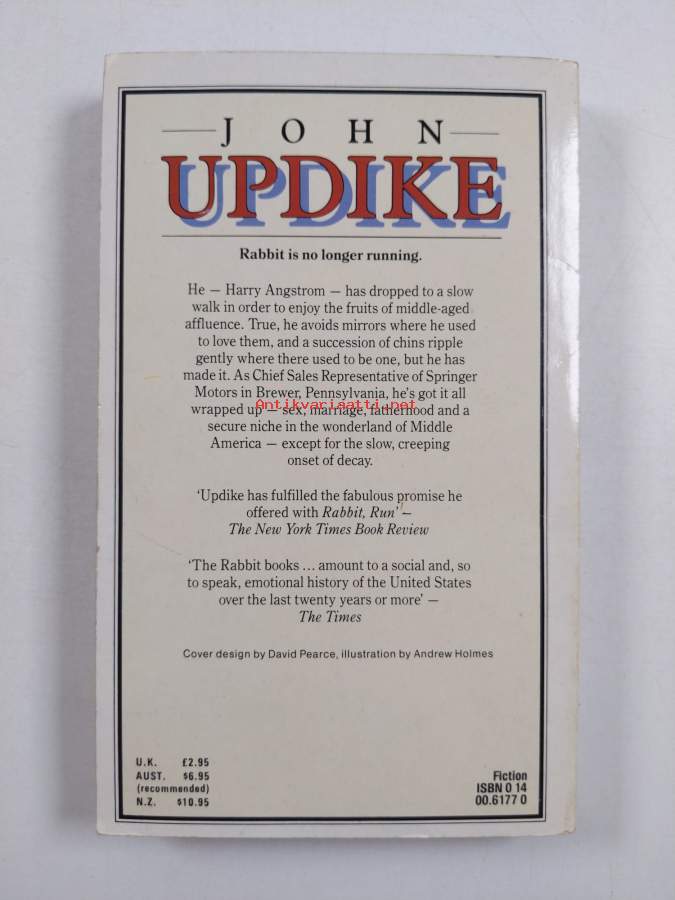 JOHN
UPDIKE
Rabbit is no longer running.
He — Harry Angstrom — has dropped to a slow
walk in order to enjoy the fruits of middle-aged
affluence. True, he avoids mirrors where he used
to love them, and a succession of chins ripple
gently where there used to be one, but he has
made it. As Chief Sales Representative of Springer
Motors in Brewer, Pennsylvania, he's got it all
Antikvariaatti.net
wrapped up — sex, marriage, fatherhood and a
secure niche in the wonderland of Middle
America — except for the slow, creeping
onset of decay.
'Updike has fulfilled the fabulous promise he
offered with Rabbit, Run' —
The New York Times Book Review
'The Rabbit books ... amount to a social and, so
to speak, emotional history of the United States
over the last twenty years or more' —
The Times
Cover design by David Pearce, illustration by Andrew Holmes
U.K. £2.95
AUST. $6.95
(recommended)
N.Z. $10.95
Fiction
ISBN 0 14
00.6177 0